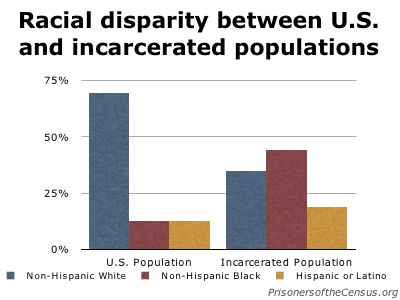 Racial disparity between U.S.
and incarcerated populations
75%
50%
25%
0%
U.S. Population Incarcerated Population
Non-Hispanic White Non-Hispanic Black Hispanic or Latino
PrisonersoftheCensus.org